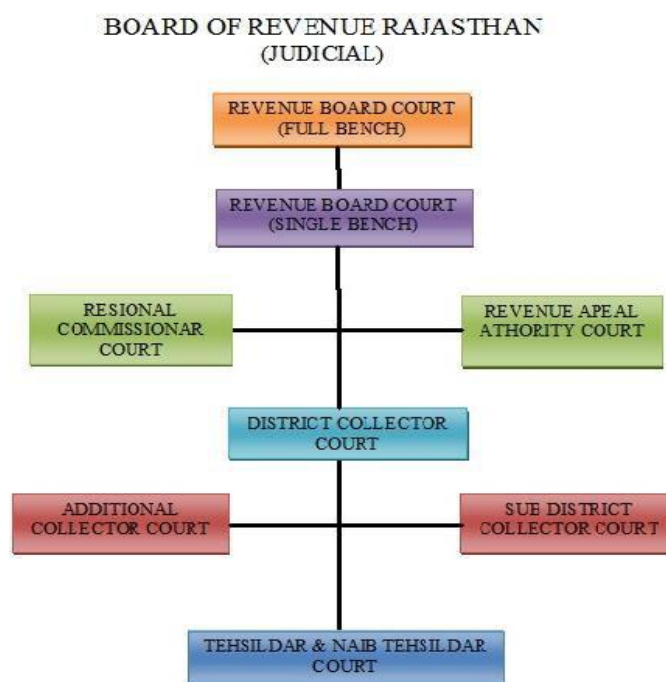 BOARD OF REVENUE RAJASTHAN
(JUDICIAL)
REVENUE BOARD COURT
(FULL BENCH)
REVENUE BOARD COURT
(SINGLE BENCH)
RESIONAL
COMMISSIONAR
COURT
REVENUE APEAL
ATHORITY COURT
DISTRICT COLLECTOR
COURT
ADDITIONAL
COLLECTOR COURT
SUB DISTRICT
COLLECTOR COURT
TEHSILDAR & NAIB TEHSILDAR
COURT